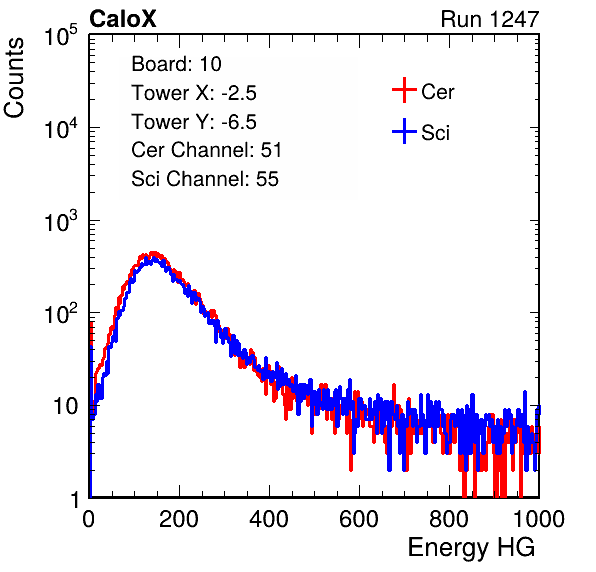 CaloX Run 1247
Counts
10^5
10^4
10^3
10^2
10
1
Board: 10
Tower X: -2.5
Tower Y: -6.5
Cer Channel: 51
Sci Channel: 55
Cer
Sci
0 200 400 600 800 1000
Energy HG